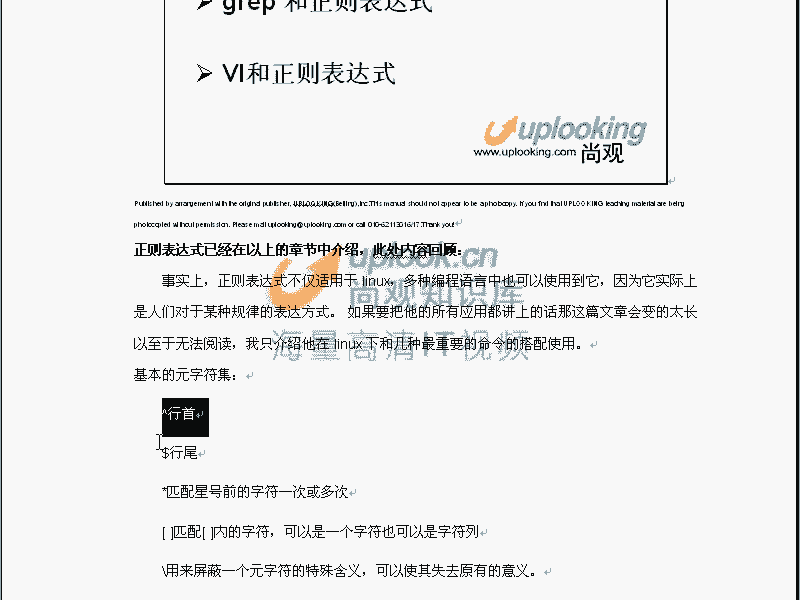 ➢ grep 和正则表达式
➢ VI和正则表达式
uplooking
www.uplooking.com 尚观
Published by arrangement with the original publisher, UPLOOKING(Beijing),Inc.This manual should not appear to be a photocopy. If you find that UPLOOKING teaching material are being
photocopied without permission. Please mail uplooking@uplooking.com or call 010-62113616/17.Thank you!
正则表达式已经在以上的章节中介绍，此处内容回顾：
uplook.cn
事实上，正则表达式不仅适用于 linux，多种编程语言中也可以使用到它，因为它实际上
尚观知识库
是人们对于某种规律的表达方式。 如果要把他的所有应用都讲上的话那这篇文章会变的太长
以至于无法阅读，我只介绍他在 linux 下和几种最重要的命令的搭配使用。
海量高清IT视频
基本的元字符集：
^行首
$行尾
*匹配星号前的字符一次或多次
[ ]匹配[ ]内的字符，可以是一个字符也可以是字符列
\用来屏蔽一个元字符的特殊含义，可以使其失去原有的意义。